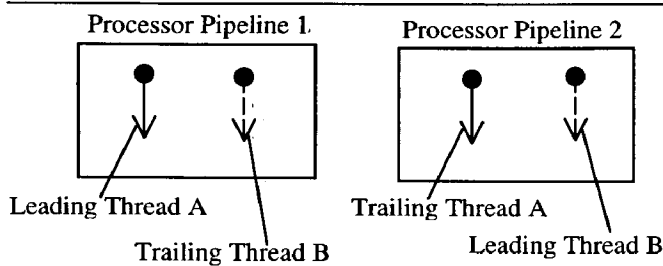 Processor Pipeline 1
Processor Pipeline 2
Leading Thread A
Trailing Thread B
Trailing Thread A
Leading Thread B